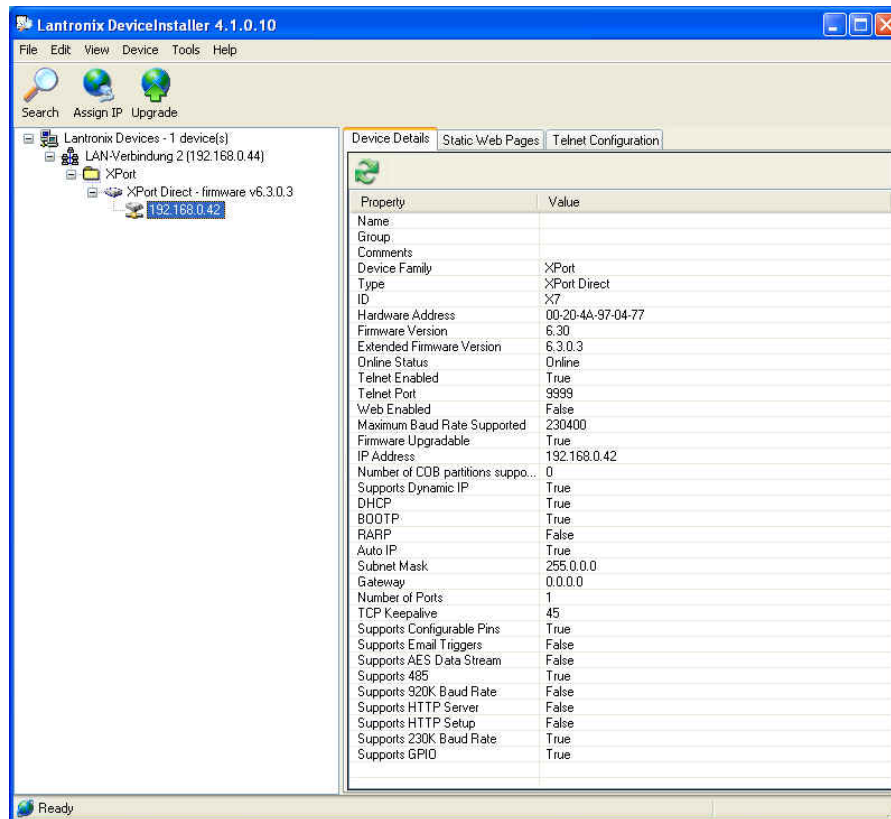 Lantronix DeviceInstaller 4.1.0.10
File Edit View Device Tools Help
Search Assign IP Upgrade
Lantronix Devices - 1 device(s)
LAN-Verbindung 2 (192.168.0.44)
XPort
XPort Direct - firmware v6.3.0.3
192.168.0.42
Device Details Static Web Pages Telnet Configuration
Property Value
Name
Group
Comments
Device Family XPort
Type XPort Direct
ID X7
Hardware Address 00-20-4A-97-04-77
Firmware Version 6.30
Extended Firmware Version 6.3.0.3
Online Status Online
Telnet Enabled True
Telnet Port 9999
Web Enabled False
Maximum Baud Rate Supported 230400
Firmware Upgradable True
IP Address 192.168.0.42
Number of COB partitions suppo... 0
Supports Dynamic IP True
DHCP True
BOOTP True
RARP False
Auto IP True
Subnet Mask 255.0.0.0
Gateway 0.0.0.0
Number of Ports 1
TCP Keepalive 45
Supports Configurable Pins True
Supports Email Triggers False
Supports AES Data Stream False
Supports 485 True
Supports 920K Baud Rate False
Supports HTTP Server False
Supports HTTP Setup False
Supports 230K Baud Rate True
Supports GPIO True
Ready